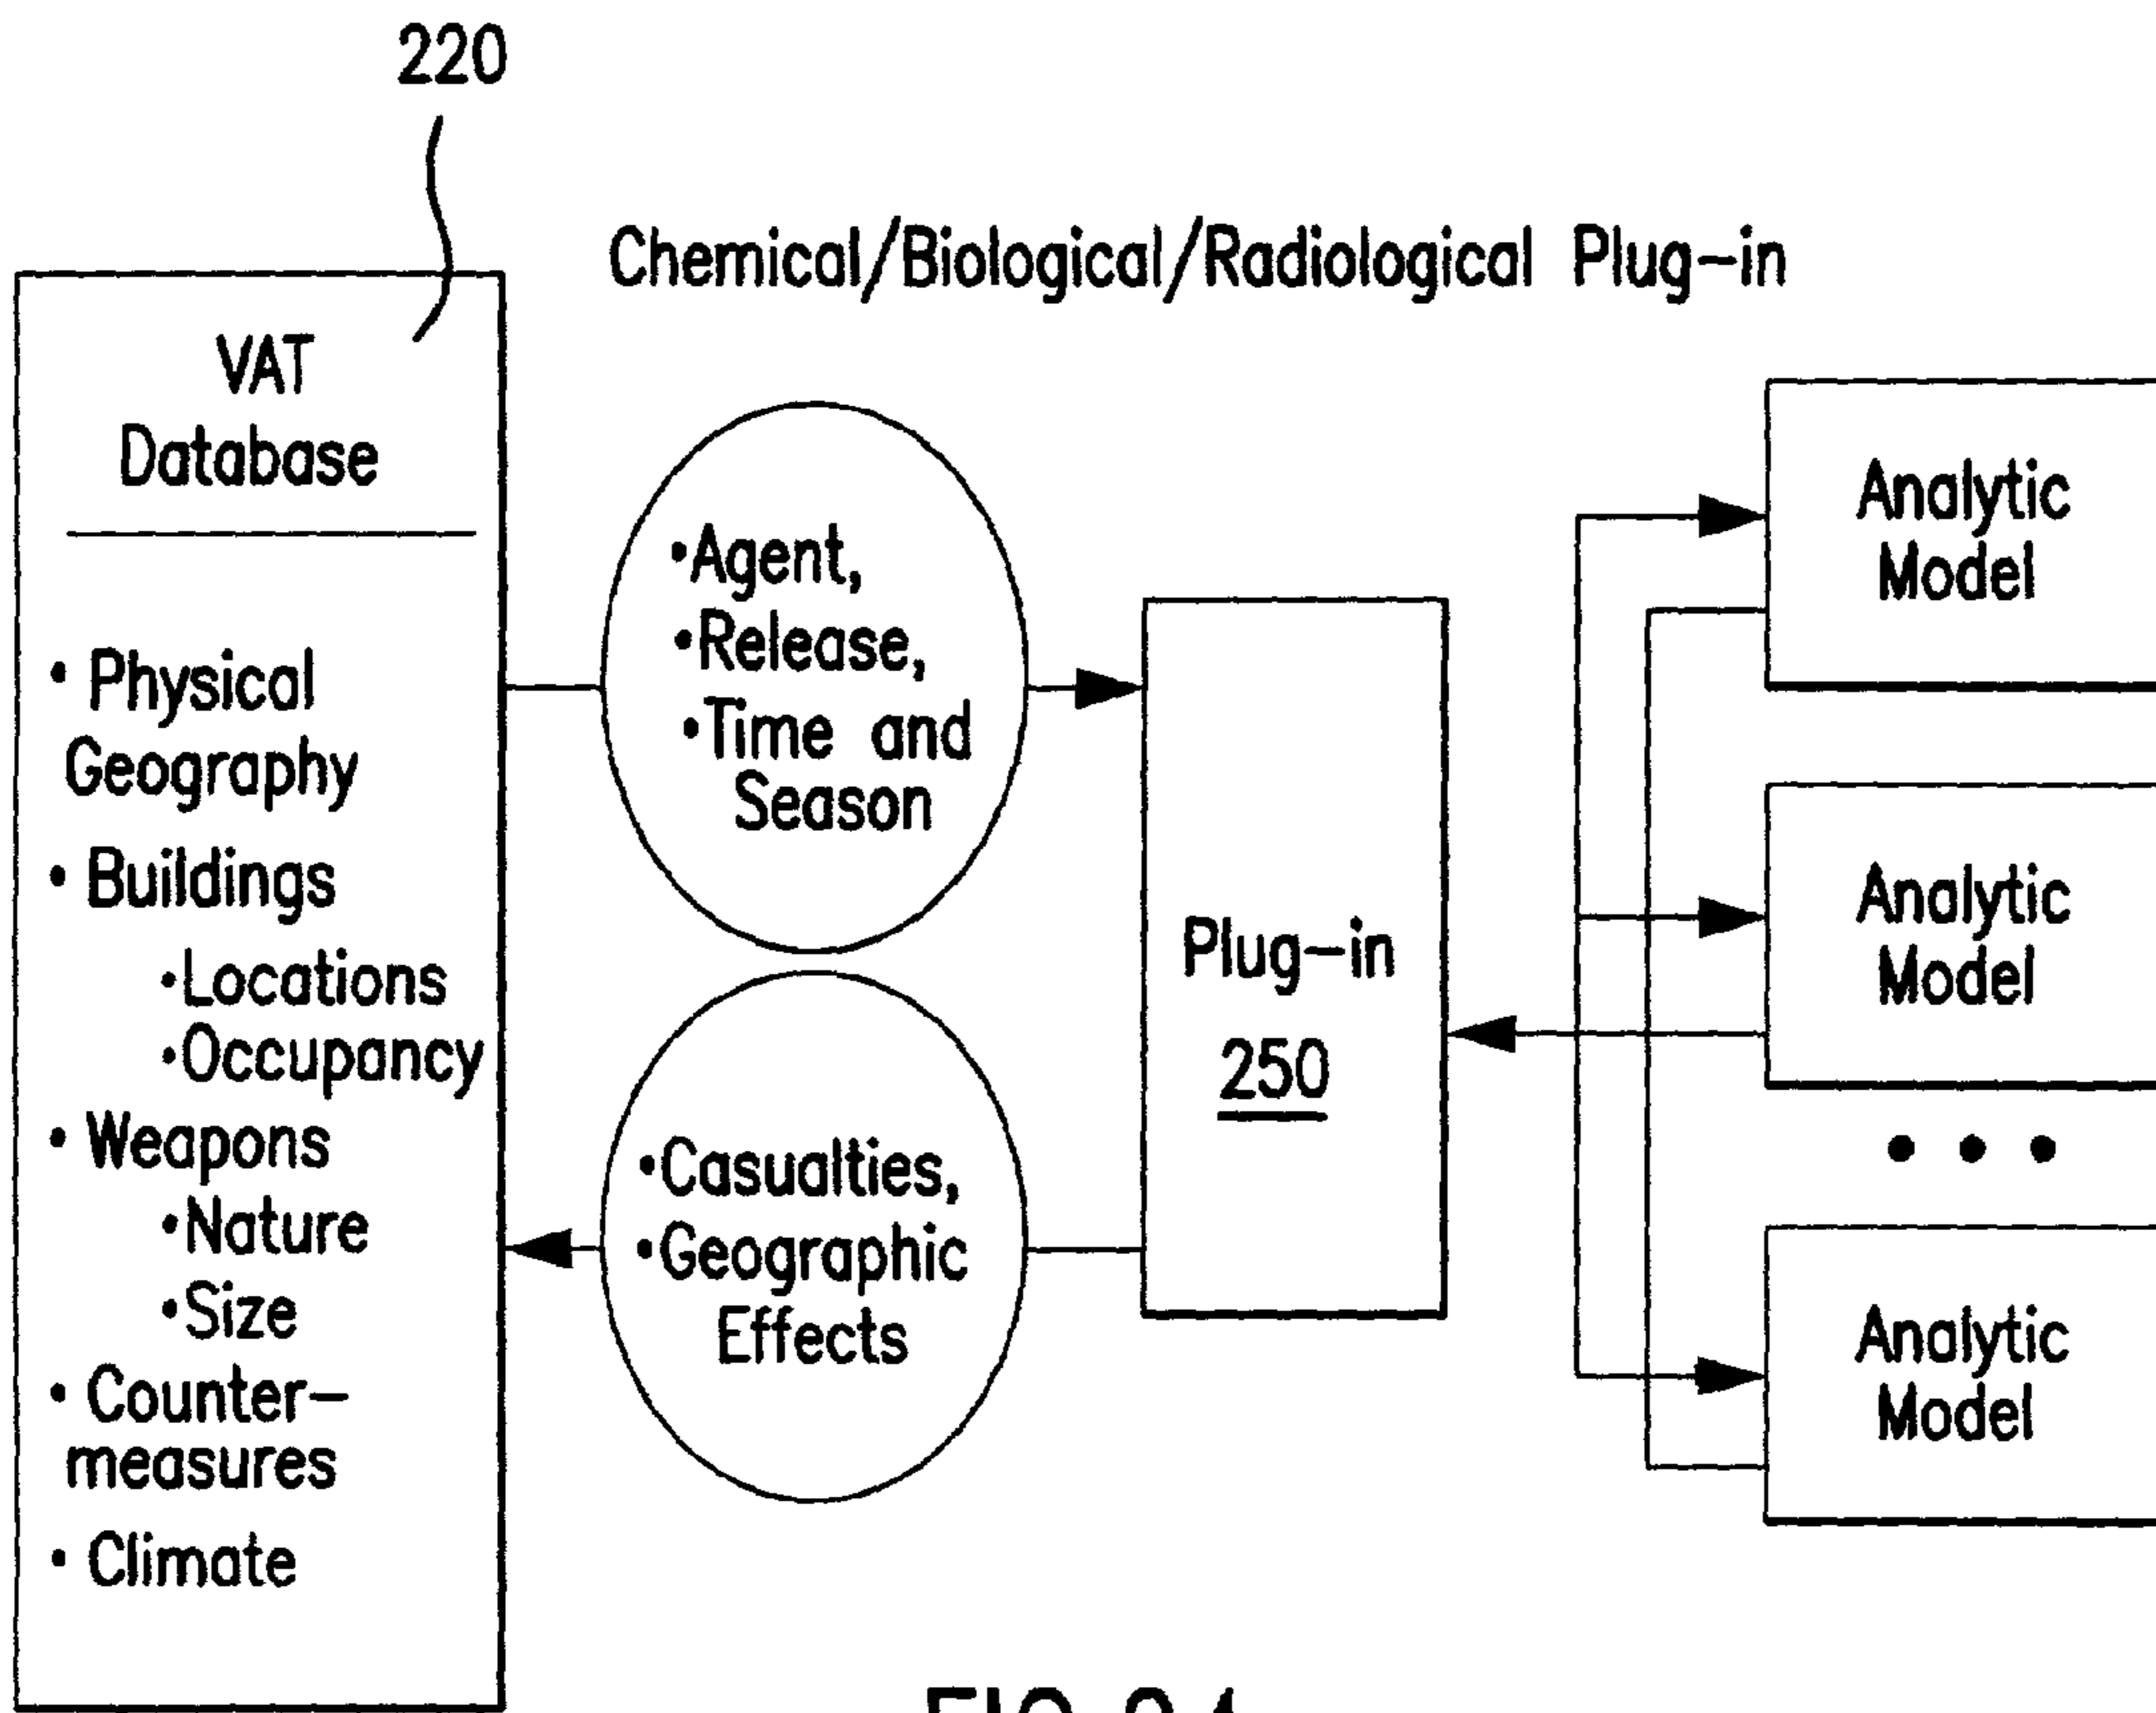 220
Chemical/Biological/Radiological Plug-in
VAT
Database
• Physical
Geography
• Buildings
•Locations
•Occupancy
• Weapons
•Nature
•Size
• Counter-
measures
• Climate
•Agent,
•Release,
•Time and
Season
•Casualties,
•Geographic
Effects
Plug-in
250
Analytic
Model
Analytic
Model
• • •
Analytic
Model